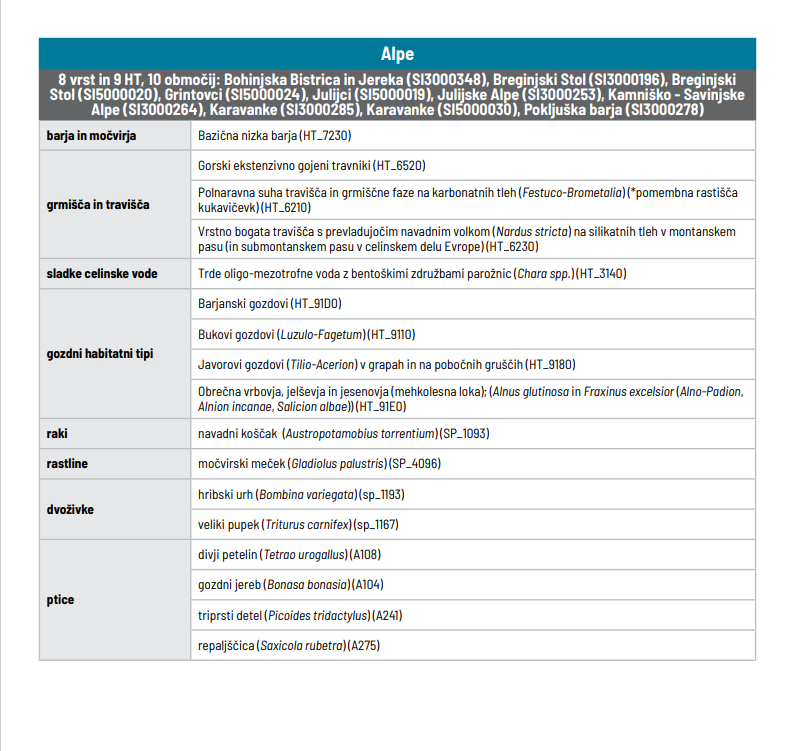 Alpe
8 vrst in 9 HT, 10 območij: Bohinjska Bistrica in Jereka (SI3000348), Breginjski Stol (SI3000196), Breginjski
Stol (SI5000020), Grintovci (SI5000024), Julijci (SI5000019), Julijske Alpe (SI3000253), Kamniško - Savinjske
Alpe (SI3000264), Karavanke (SI3000285), Karavanke (SI5000030), Pokljuška barja (SI3000278)
barja in močvirja
Bazična nizka barja (HT_7230)
grmišča in travišča
Gorski ekstenzivno gojeni travniki (HT_6520)
Polnaravna suha travišča in grmiščne faze na karbonatnih tleh (Festuco-Brometalia) (*pomembna rastišča
kukavičevk) (HT_6210)
Vrstno bogata travišča s prevladujočim navadnim volkom (Nardus stricta) na silikatnih tleh v montanskem
pasu (in submontanskem pasu v celinskem delu Evrope) (HT_6230)
sladke celinske vode
Trde oligo-mezotrofne voda z bentoškimi združbami parožnic (Chara spp.) (HT_3140)
gozdni habitatni tipi
Barjanski gozdovi (HT_91D0)
Bukovi gozdovi (Luzulo-Fagetum) (HT_9110)
Javorovi gozdovi (Tilio-Acerion) v grapah in na pobočnih gruščih (HT_9180)
Obrečna vrbovja, jelševja in jesenovja (mehkolesna loka); (Alnus glutinosa in Fraxinus excelsior (Alno-Padion,
Alnion incanae, Salicion albae)) (HT_91E0)
raki
navadni koščak (Austropotamobius torrentium) (SP_1093)
rastline
močvirski meček (Gladiolus palustris) (SP_4096)
dvoživke
hribski urh (Bombina variegata) (sp_1193)
veliki pupek (Triturus carnifex) (sp_1167)
ptice
divji petelin (Tetrao urogallus) (A108)
gozdni jereb (Bonasa bonasia) (A104)
triprsti detel (Picoides tridactylus) (A241)
repaljščica (Saxicola rubetra) (A275)